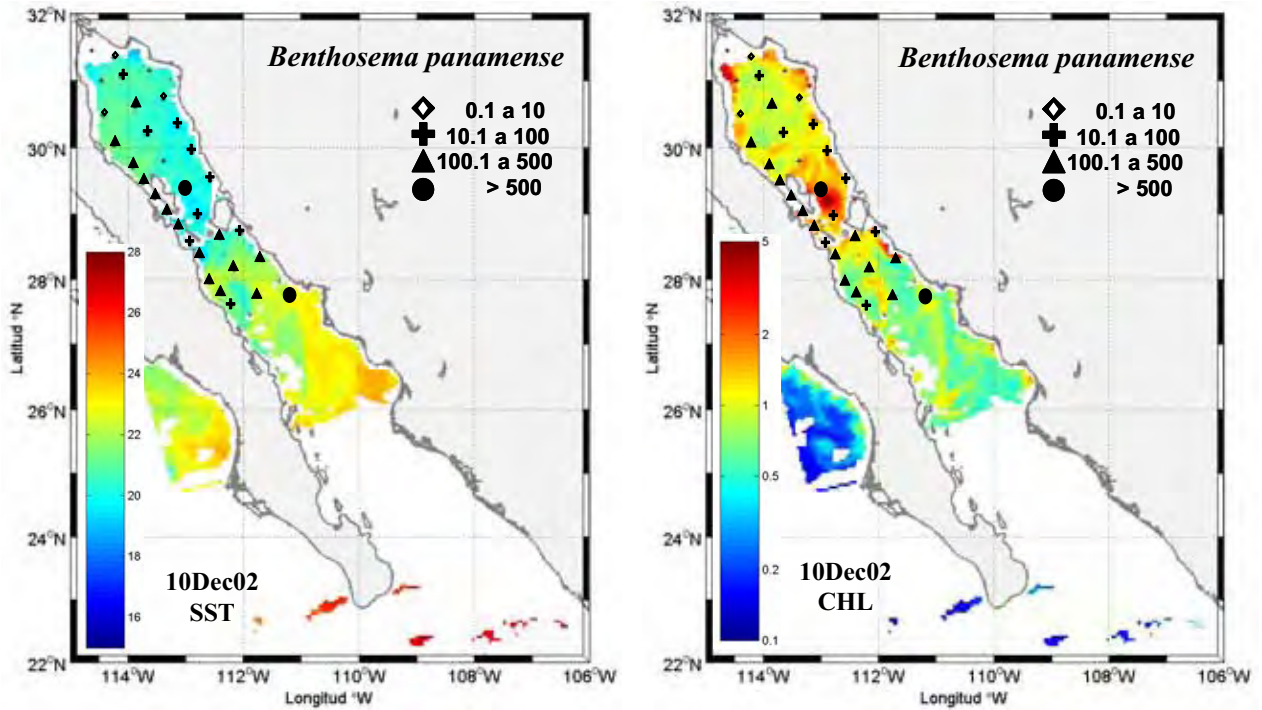 Benthosema panamense
0.1 a 10
10.1 a 100
100.1 a 500
> 500
32°N
30°N
28°N
26°N
24°N
22°N
Latitud °N
28
26
24
22
20
18
16
10Dec02
SST
114°W
112°W
110°W
108°W
106°W
Longitud °W
Benthosema panamense
0.1 a 10
10.1 a 100
100.1 a 500
> 500
32°N
30°N
28°N
26°N
24°N
22°N
Latitud °N
5
2
1
0.5
0.2
0.1
10Dec02
CHL
114°W
112°W
110°W
108°W
106°W
Longitud °W